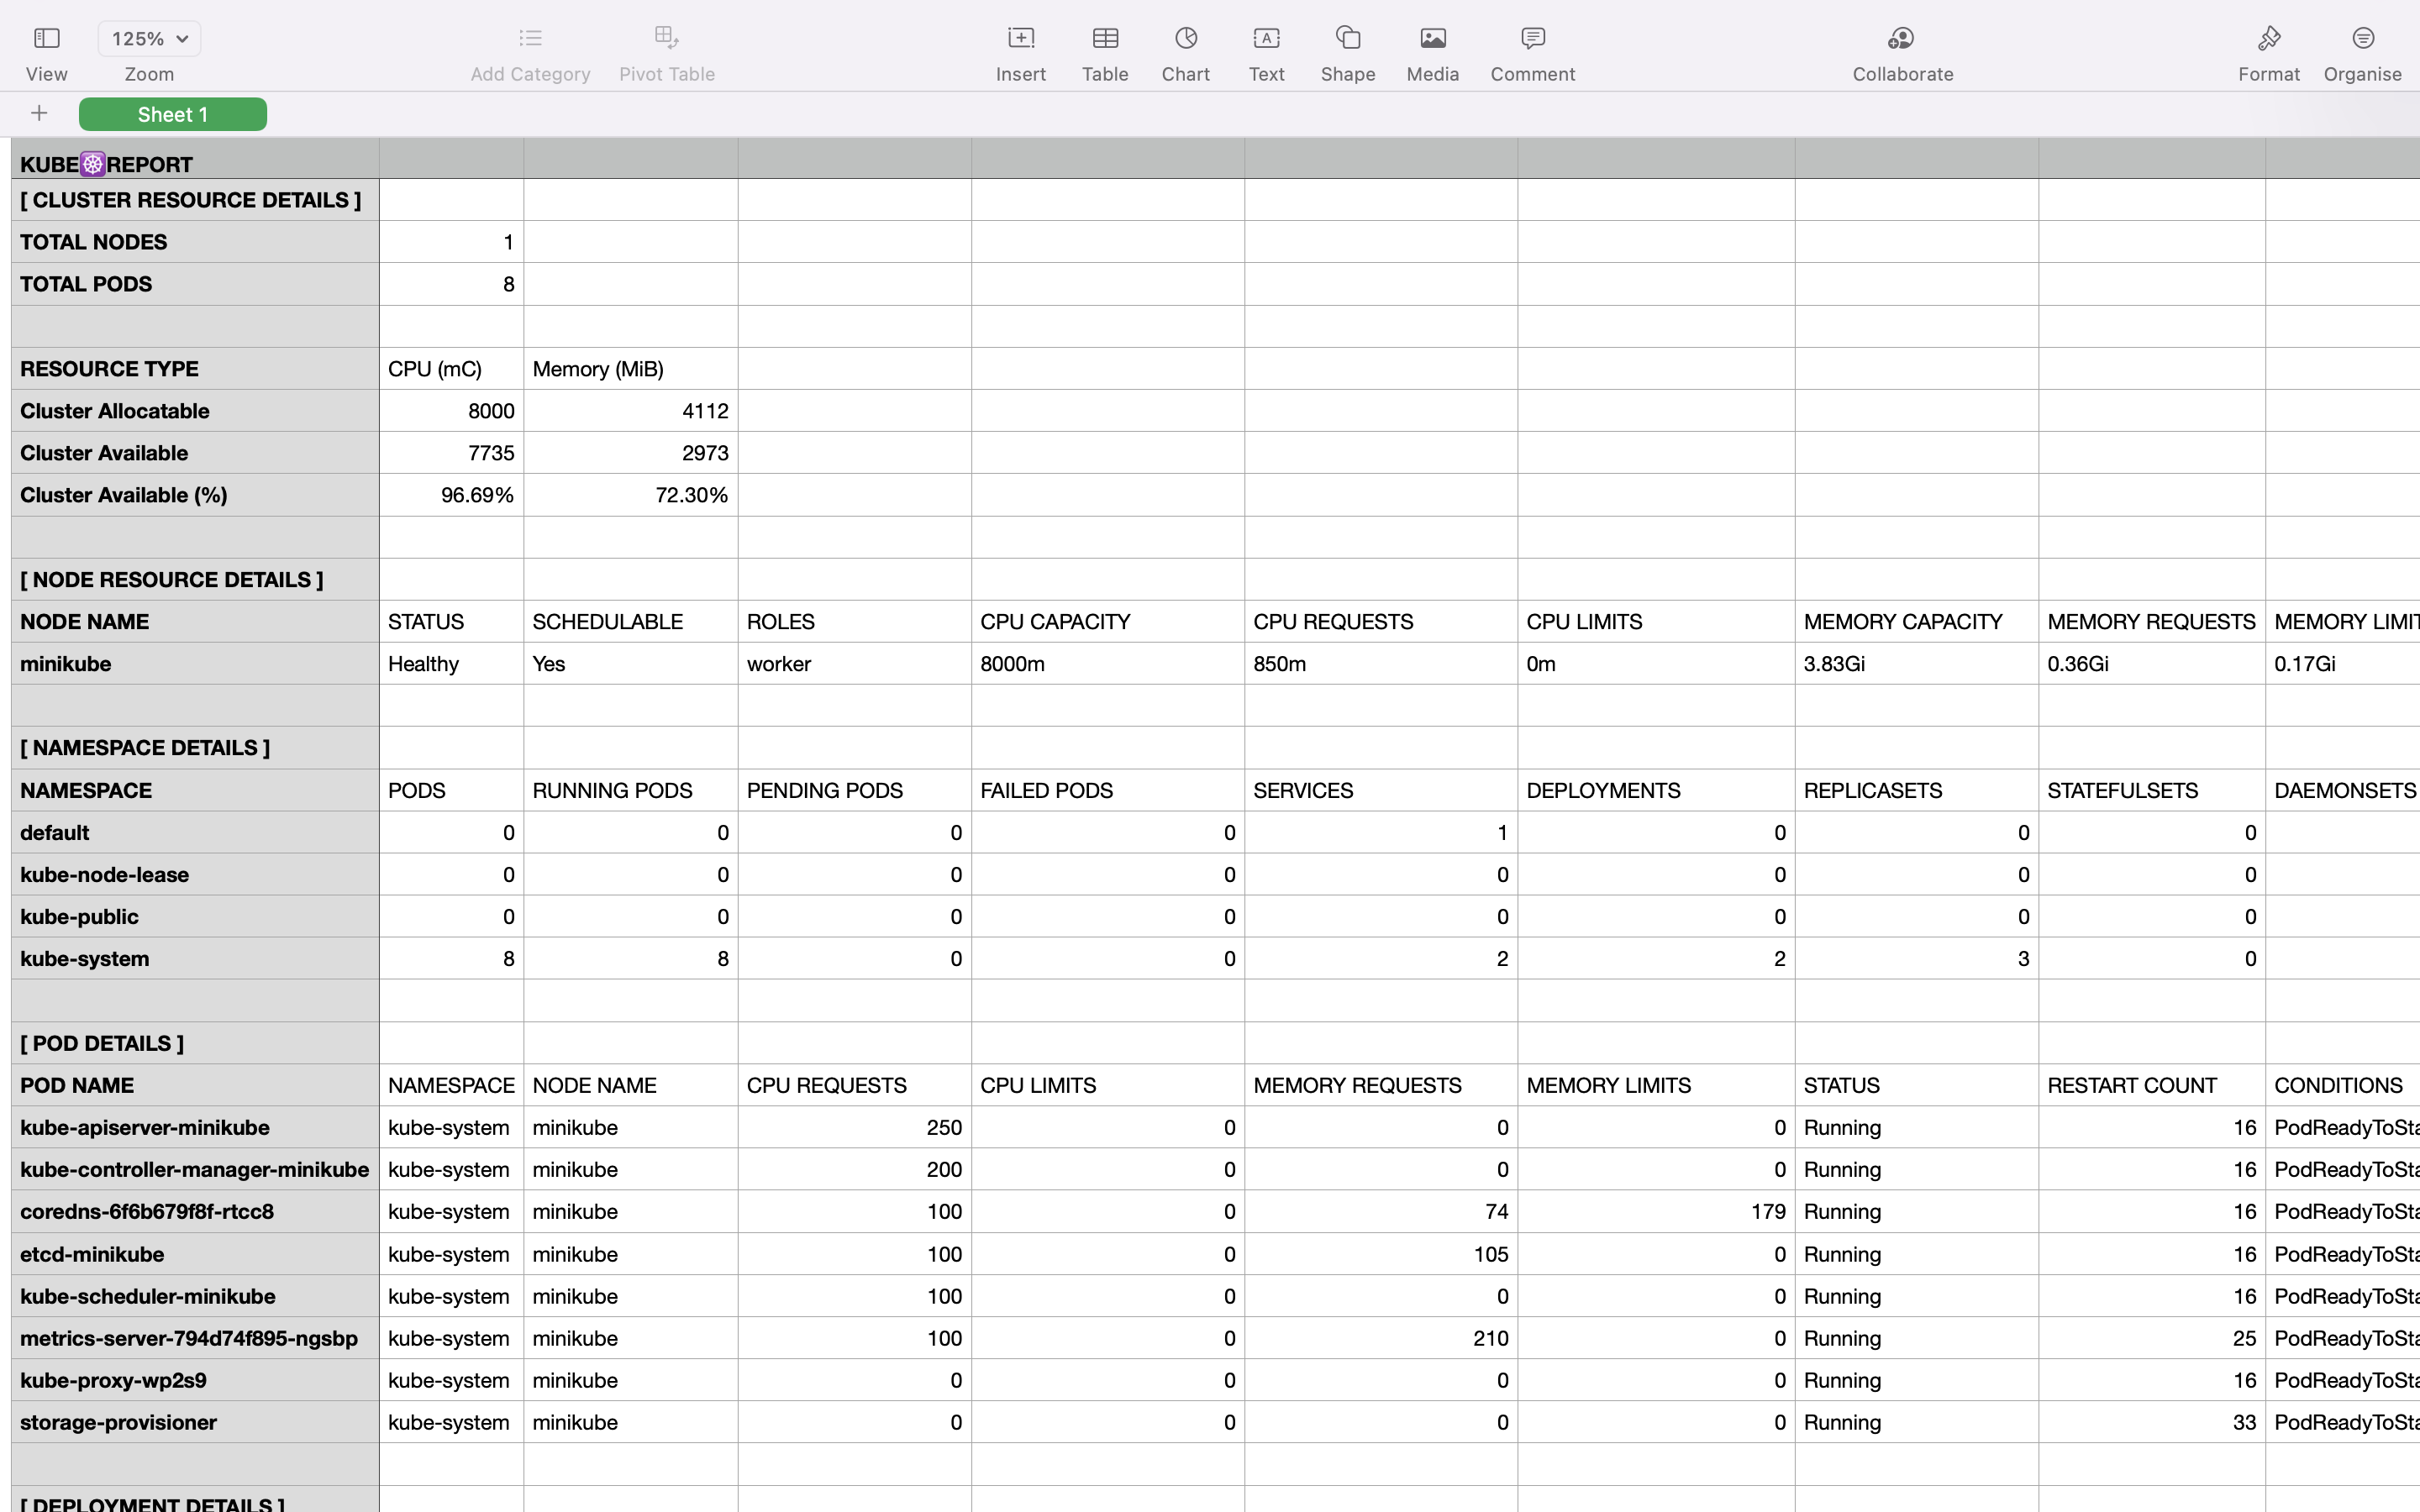 125%
View Zoom Add Category Pivot Table Insert Table Chart Text Shape Media Comment Collaborate Format Organise
Sheet 1
KUBE☸️REPORT
[ CLUSTER RESOURCE DETAILS ]
TOTAL NODES 1
TOTAL PODS 8
RESOURCE TYPE CPU (mC) Memory (MiB)
Cluster Allocatable 8000 4112
Cluster Available 7735 2973
Cluster Available (%) 96.69% 72.30%
[ NODE RESOURCE DETAILS ]
NODE NAME STATUS SCHEDULABLE ROLES CPU CAPACITY CPU REQUESTS CPU LIMITS MEMORY CAPACITY MEMORY REQUESTS MEMORY LIMIT
minikube Healthy Yes worker 8000m 850m 0m 3.83Gi 0.36Gi 0.17Gi
[ NAMESPACE DETAILS ]
NAMESPACE PODS RUNNING PODS PENDING PODS FAILED PODS SERVICES DEPLOYMENTS REPLICASETS STATEFULSETS DAEMONSETS
default 0 0 0 0 1 0 0 0
kube-node-lease 0 0 0 0 0 0 0 0
kube-public 0 0 0 0 0 0 0 0
kube-system 8 8 0 0 2 2 3 0
[ POD DETAILS ]
POD NAME NAMESPACE NODE NAME CPU REQUESTS CPU LIMITS MEMORY REQUESTS MEMORY LIMITS STATUS RESTART COUNT CONDITIONS
kube-apiserver-minikube kube-system minikube 250 0 0 0 Running 16 PodReadyToSta
kube-controller-manager-minikube kube-system minikube 200 0 0 0 Running 16 PodReadyToSta
coredns-6f6b679f8f-rtcc8 kube-system minikube 100 0 74 179 Running 16 PodReadyToSta
etcd-minikube kube-system minikube 100 0 105 0 Running 16 PodReadyToSta
kube-scheduler-minikube kube-system minikube 100 0 0 0 Running 16 PodReadyToSta
metrics-server-794d74f895-ngsbp kube-system minikube 100 0 210 0 Running 25 PodReadyToSta
kube-proxy-wp2s9 kube-system minikube 0 0 0 0 Running 16 PodReadyToSta
storage-provisioner kube-system minikube 0 0 0 0 Running 33 PodReadyToSta
[ DEPLOYMENT DETAILS ]